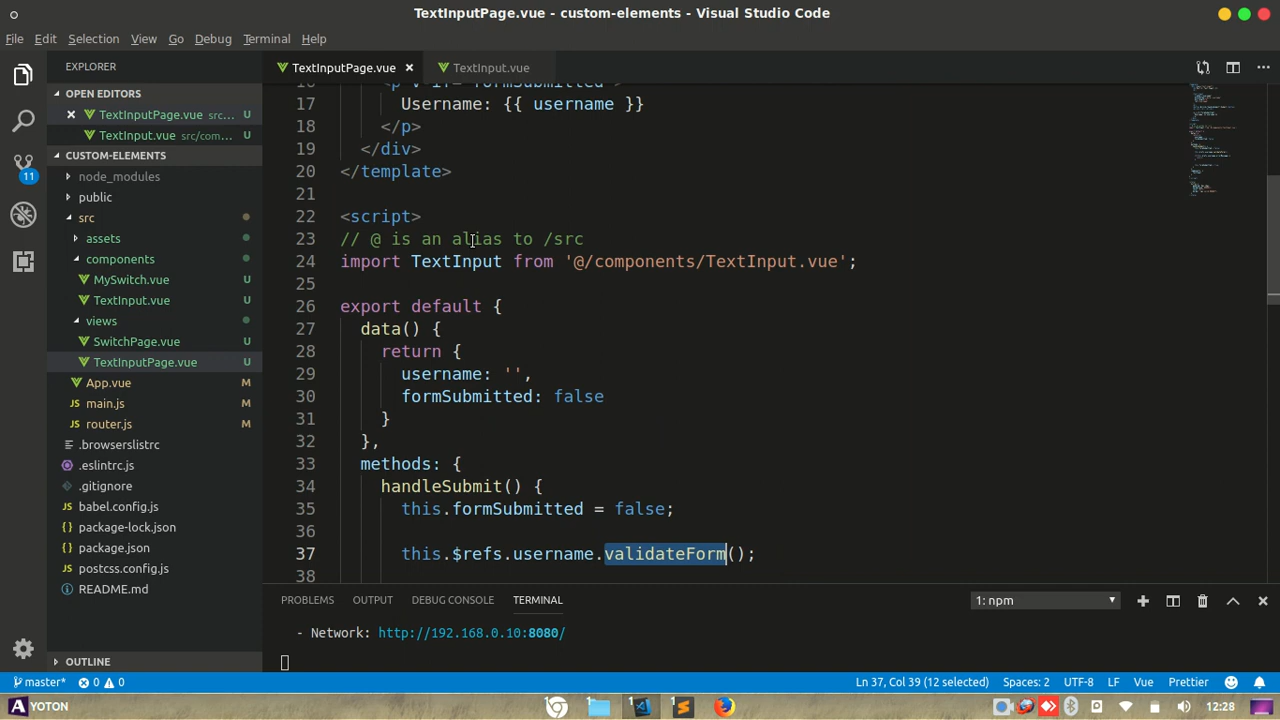 TextInputPage.vue - custom-elements - Visual Studio Code
File Edit Selection View Go Debug Terminal Help
EXPLORER
OPEN EDITORS
TextInputPage.vue src...
TextInput.vue src/com...
CUSTOM-ELEMENTS
node_modules
public
src
assets
components
MySwitch.vue U
TextInput.vue U
views
SwitchPage.vue U
TextInputPage.vue U
App.vue M
main.js M
router.js M
.browserslistrc
.eslintrc.js
.gitignore
babel.config.js
package-lock.json
package.json
postcss.config.js
README.md
OUTLINE
11
TextInputPage.vue TextInput.vue
17 Username: {{ username }}
18 </p>
19 </div>
20 </template>
21
22 <script>
23 // @ is an alias to /src
24 import TextInput from '@/components/TextInput.vue';
25
26 export default {
27 data() {
28 return {
29 username: '',
30 formSubmitted: false
31 }
32 },
33 methods: {
34 handleSubmit() {
35 this.formSubmitted = false;
36
37 this.$refs.username.validateForm();
38
PROBLEMS OUTPUT DEBUG CONSOLE TERMINAL 1: npm
- Network: http://192.168.0.10:8080/
master* 0 0 Ln 37, Col 39 (12 selected) Spaces: 2 UTF-8 LF Vue Prettier
YOTON 12:28